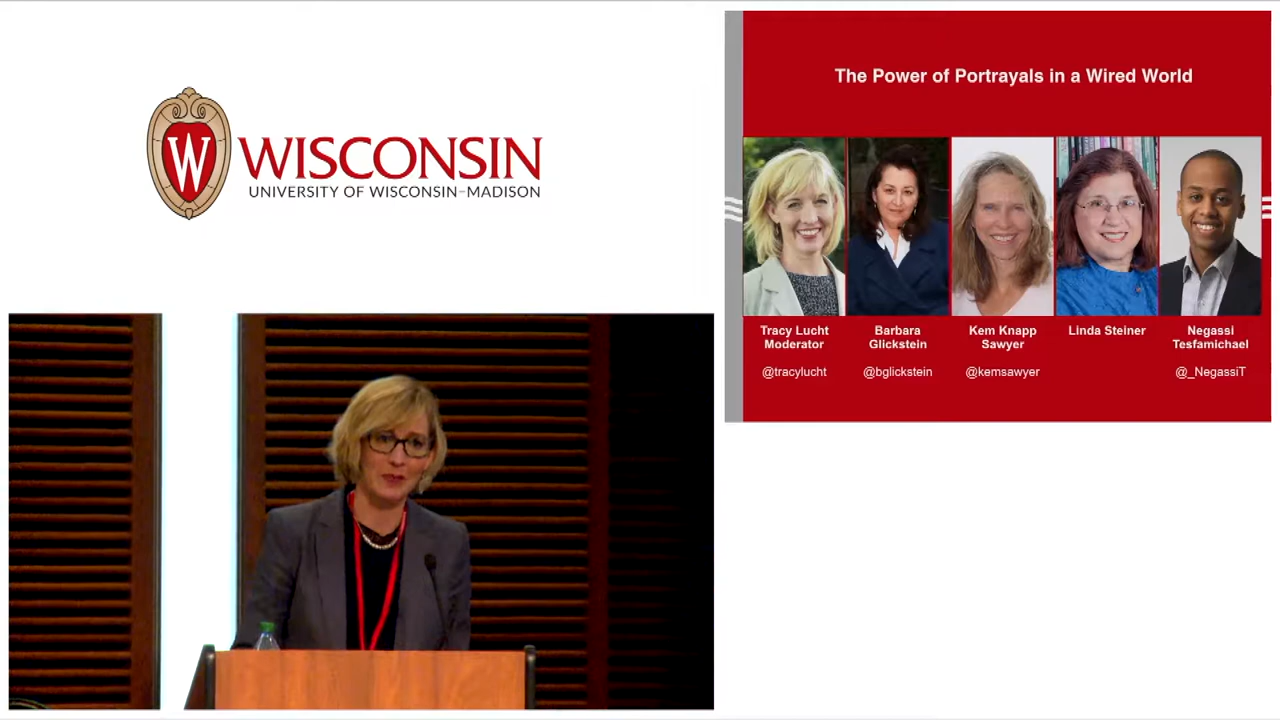 W
WISCONSIN
UNIVERSITY OF WISCONSIN–MADISON
The Power of Portrayals in a Wired World
Tracy Lucht
Moderator
@tracylucht
Barbara
Glickstein
@bglickstein
Kem Knapp
Sawyer
@kemsawyer
Linda Steiner
Negassi
Tesfamichael
@_NegassiT